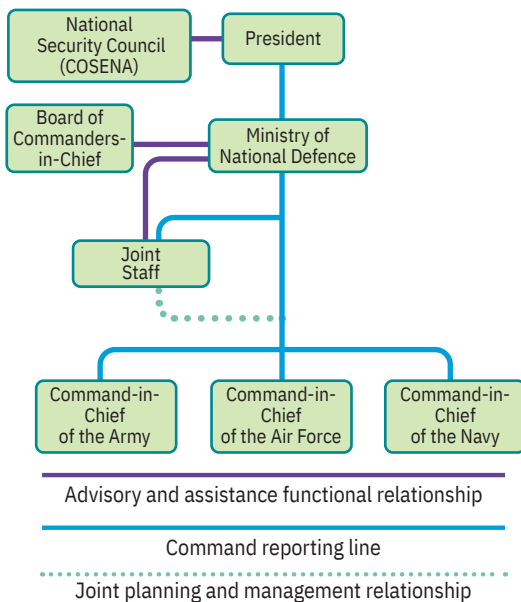 National
Security Council
(COSENA)
President
Board of
Commanders-
in-Chief
Ministry of
National Defence
Joint
Staff
Command-in-
Chief
of the Army
Command-in-
Chief
of the Air Force
Command-in-
Chief
of the Navy
Advisory and assistance functional relationship
Command reporting line
Joint planning and management relationship